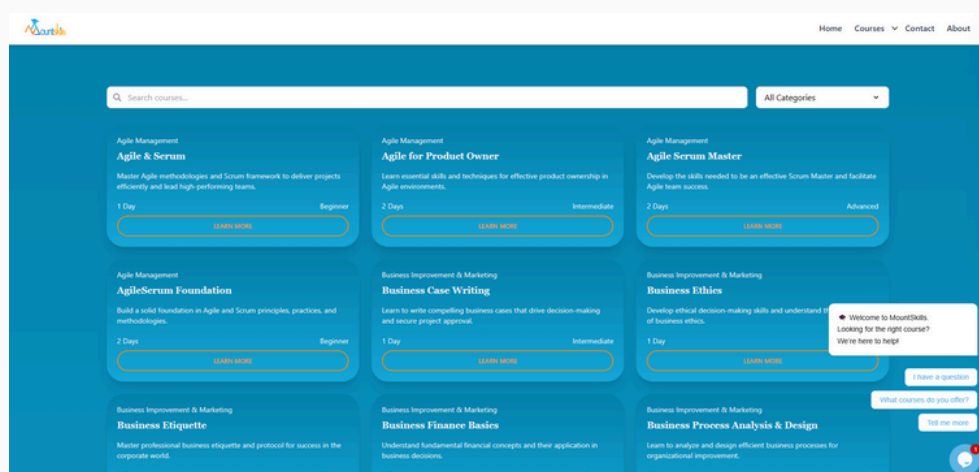 MountSkills
Home Courses Contact About
Search courses...
All Categories
Agile Management
Agile & Scrum
Master Agile methodologies and Scrum framework to deliver projects
efficiently and lead high-performing teams.
1 Day Beginner
LEARN MORE
Agile Management
Agile for Product Owner
Learn essential skills and techniques for effective product ownership in
Agile environments.
2 Days Intermediate
LEARN MORE
Agile Management
Agile Scrum Master
Develop the skills needed to be an effective Scrum Master and facilitate
Agile team success.
2 Days Advanced
LEARN MORE
Agile Management
AgileScrum Foundation
Build a solid foundation in Agile and Scrum principles, practices, and
methodologies.
2 Days Beginner
LEARN MORE
Business Improvement & Marketing
Business Case Writing
Learn to write compelling business cases that drive decision-making
and secure project approval.
1 Day Intermediate
LEARN MORE
Business Improvement & Marketing
Business Ethics
Develop ethical decision-making skills and understand
of business ethics.
1 Day
LEARN MORE
Business Improvement & Marketing
Business Etiquette
Master professional business etiquette and protocol for success in the
corporate world.
Business Improvement & Marketing
Business Finance Basics
Understand fundamental financial concepts and their application in
business decisions.
Business Improvement & Marketing
Business Process Analysis & Design
Learn to analyze and design efficient business processes for
organizational improvement.
Welcome to MountSkills.
Looking for the right course?
We're here to help!
I have a question
What courses do you offer?
Tell me more